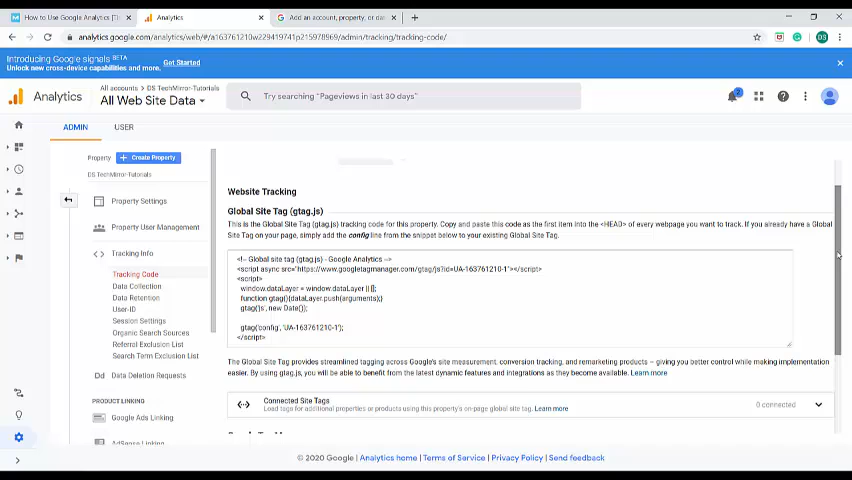 How to Use Google Analytics [
Analytics
Add an account, property, or da
analytics.google.com/analytics/web/#/a163761210w229419741p215978969/admin/tracking/tracking-code/
Introducing Google signals BETA
Unlock new cross-device capabilities and more.
Get Started
Analytics
All accounts > DS TechMirror-Tutorials
All Web Site Data
Try searching "Pageviews in last 30 days"
2
DS
ADMIN
USER
Property
+ Create Property
DS TechMirror-Tutorials
Property Settings
Property User Management
Tracking Info
Tracking Code
Data Collection
Data Retention
User-ID
Session Settings
Organic Search Sources
Referral Exclusion List
Search Term Exclusion List
Dd Data Deletion Requests
PRODUCT LINKING
Google Ads Linking
AdSense Linking
Website Tracking
Global Site Tag (gtag.js)
This is the Global Site Tag (gtag.js) tracking code for this property. Copy and paste this code as the first item into the <HEAD> of every webpage you want to track. If you already have a Global
Site Tag on your page, simply add the config line from the snippet below to your existing Global Site Tag.
<!-- Global site tag (gtag.js) - Google Analytics -->
<script async src="https://www.googletagmanager.com/gtag/js?id=UA-163761210-1"></script>
<script>
window.dataLayer = window.dataLayer || [];
function gtag(){dataLayer.push(arguments);}
gtag('js', new Date());
gtag('config', 'UA-163761210-1');
</script>
The Global Site Tag provides streamlined tagging across Google's site measurement, conversion tracking, and remarketing products – giving you better control while making implementation
easier. By using gtag.js, you will be able to benefit from the latest dynamic features and integrations as they become available. Learn more
Connected Site Tags
Load tags for additional properties or products using this property's on-page global site tag. Learn more
0 connected
© 2020 Google | Analytics home | Terms of Service | Privacy Policy | Send feedback